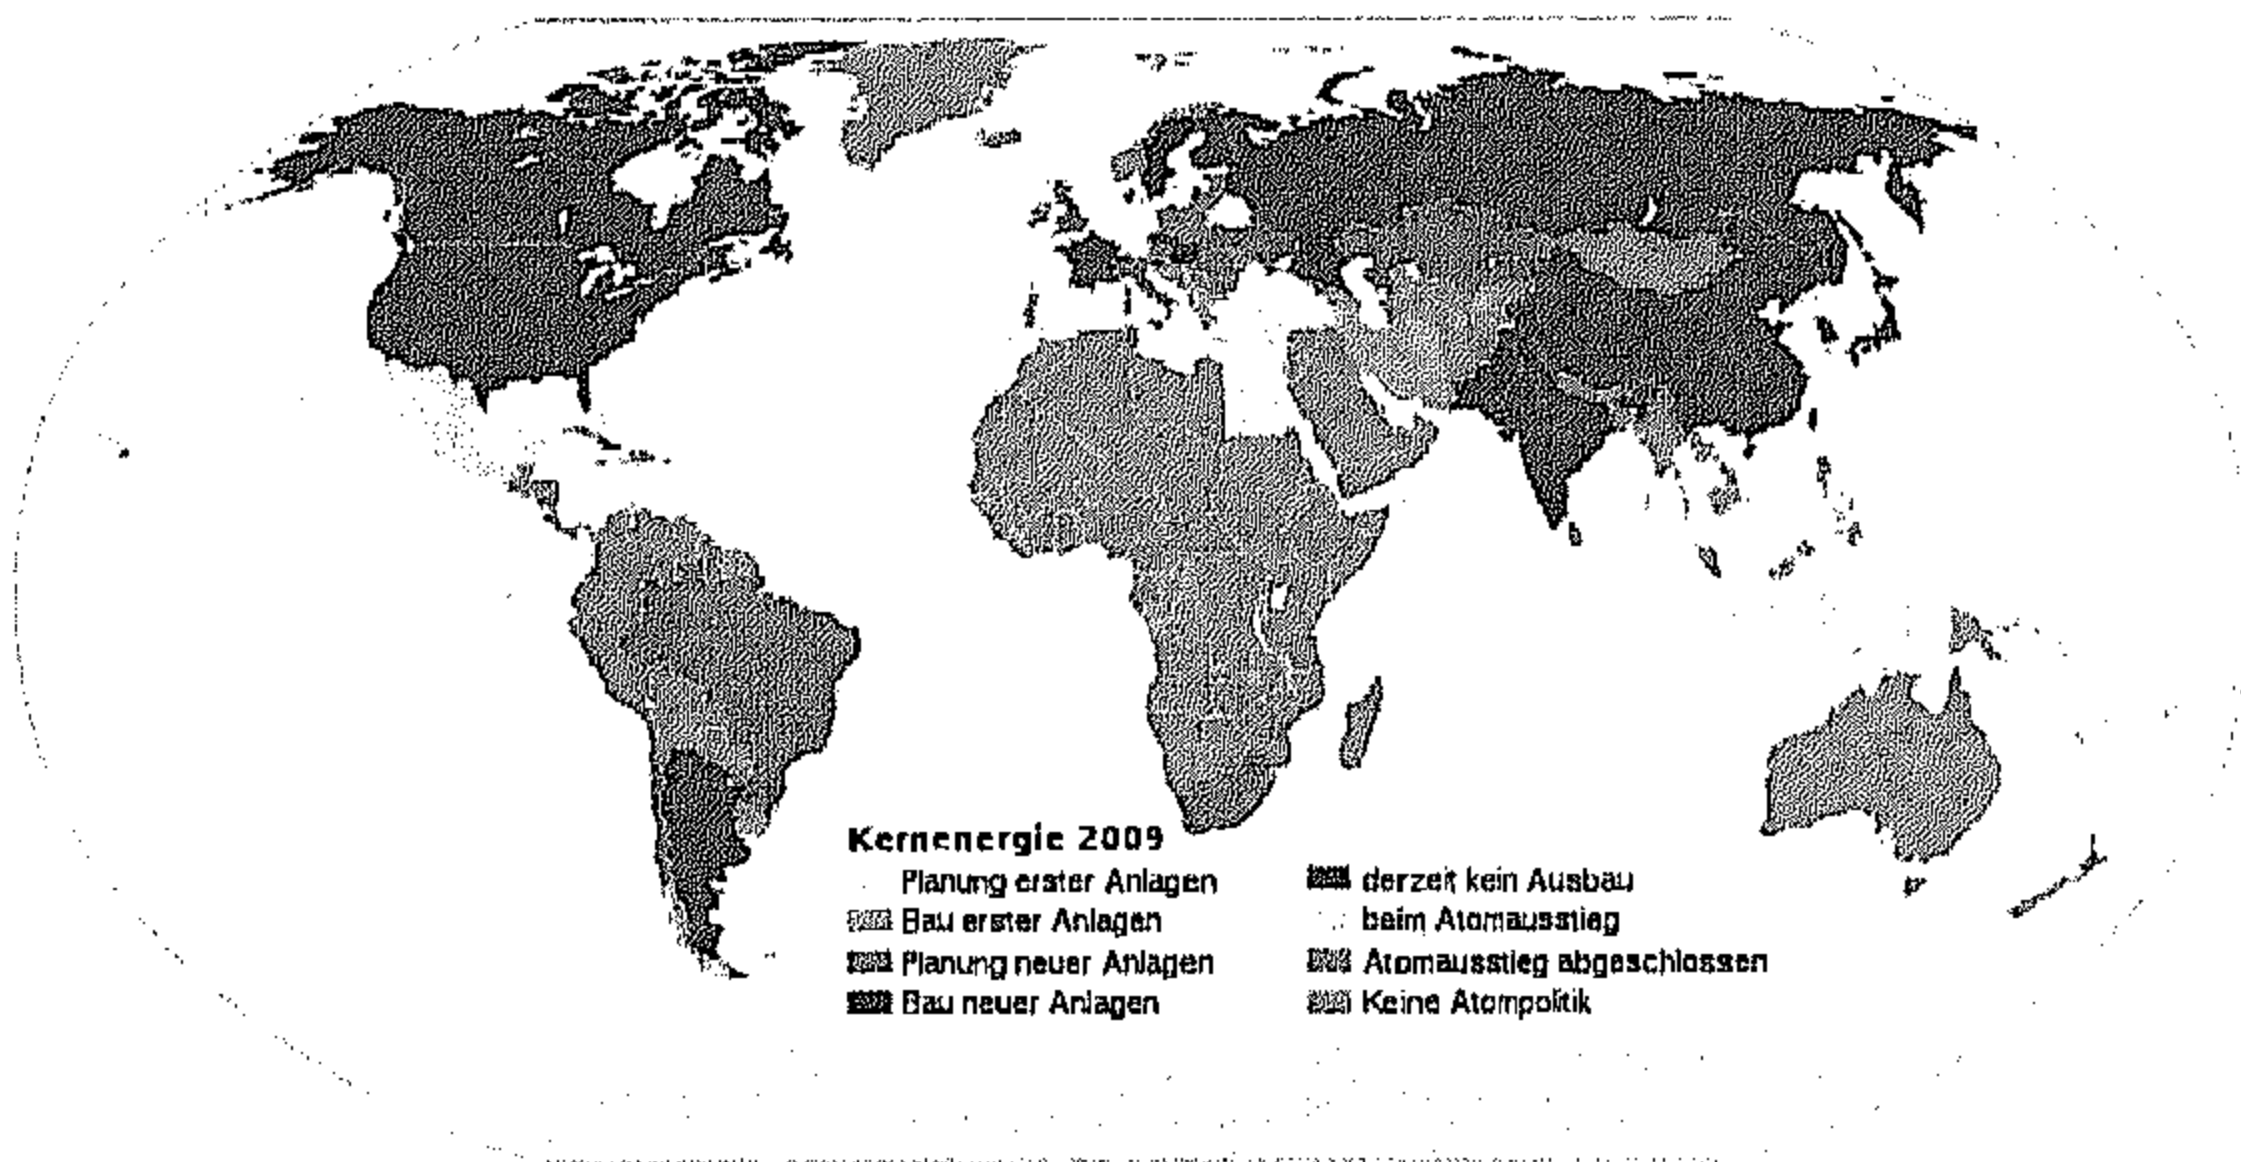 Kernenergie 2009
Planung erster Anlagen
Bau erster Anlagen
Planung neuer Anlagen
Bau neuer Anlagen
derzeit kein Ausbau
beim Atomausstieg
Atomausstieg abgeschlossen
Keine Atompolitik